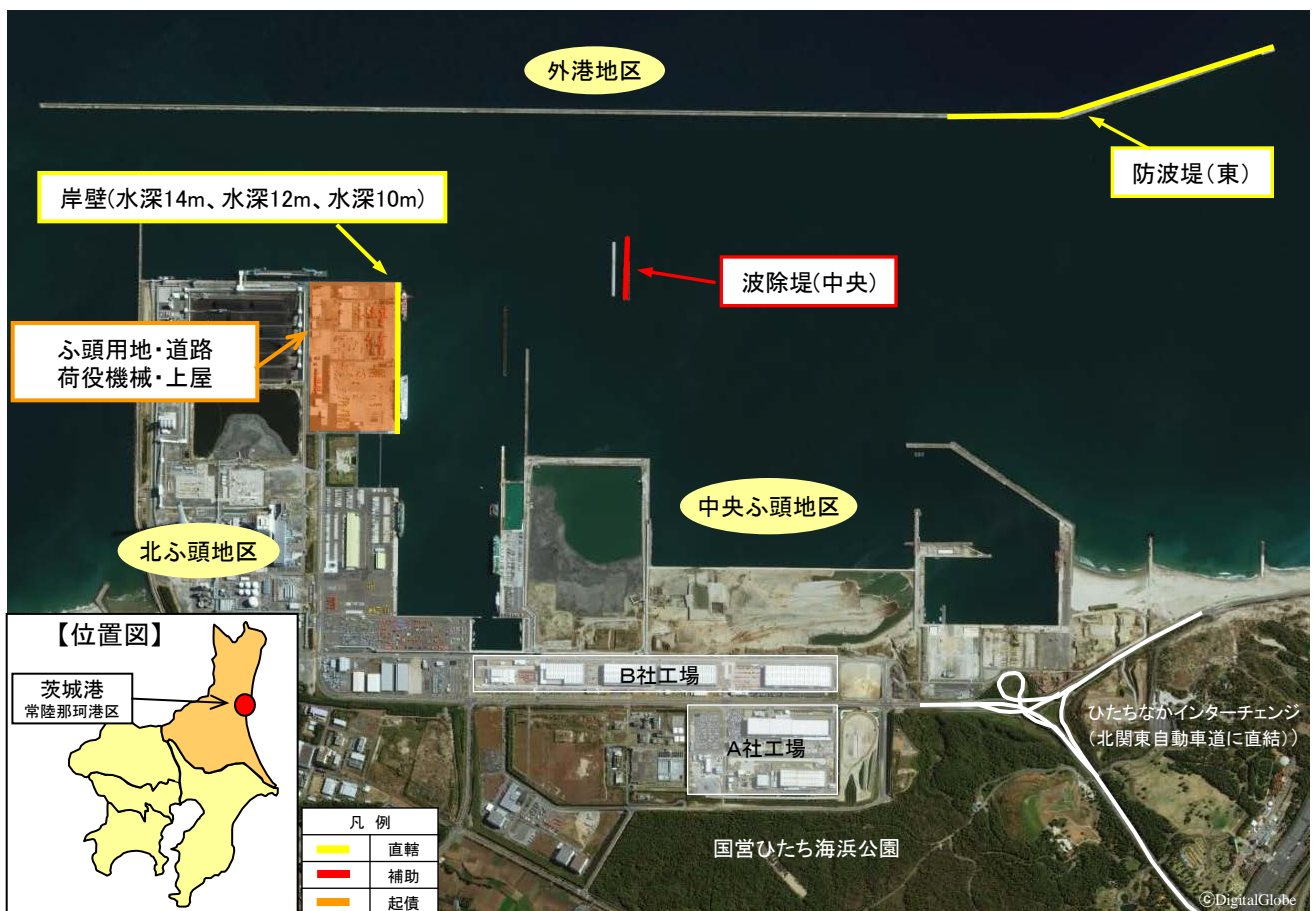 外港地区
防波堤(東)
岸壁(水深14m、水深12m、水深10m)
波除堤(中央)
ふ頭用地・道路
荷役機械・上屋
中央ふ頭地区
北ふ頭地区
【位置図】
茨城港
常陸那珂港区
B社工場
A社工場
ひたちなかインターチェンジ
(北関東自動車道に直結))
国営ひたち海浜公園
凡 例
直轄
補助
起債
©DigitalGlobe